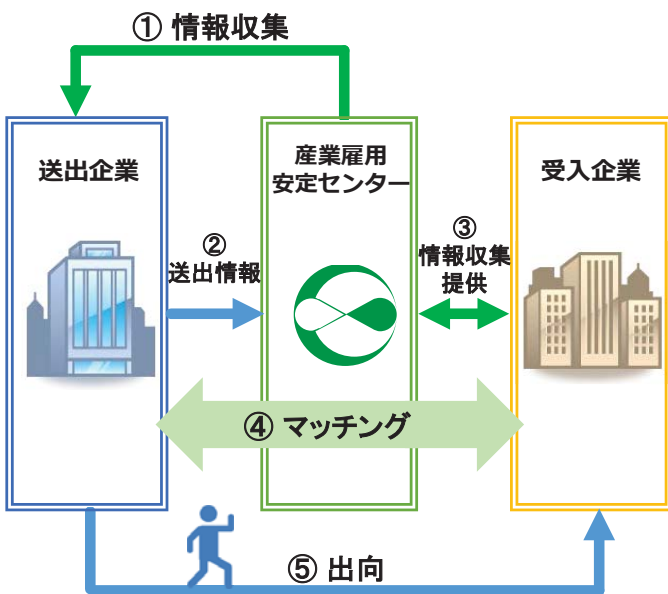 ① 情報収集
送出企業
産業雇用
安定センター
受入企業
②
送出情報
③
情報収集
提供
④ マッチング
⑤ 出向